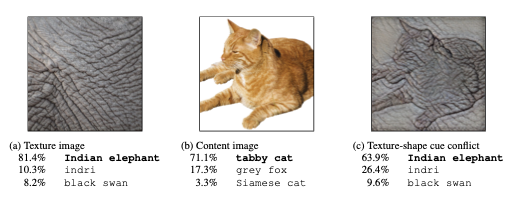 (a) Texture image
81.4% Indian elephant
10.3% indri
8.2% black swan
(b) Content image
71.1% tabby cat
17.3% grey fox
3.3% Siamese cat
(c) Texture-shape cue conflict
63.9% Indian elephant
26.4% indri
9.6% black swan